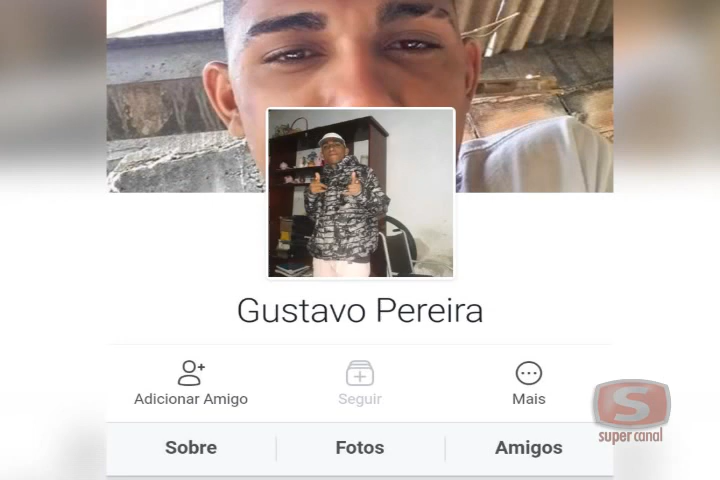 Gustavo Pereira
Adicionar Amigo
Seguir
Mais
Sobre
Fotos
Amigos
S
super canal